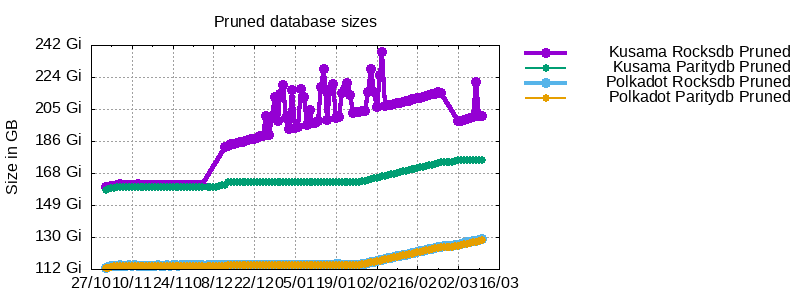 Pruned database sizes
242 Gi
224 Gi
205 Gi
186 Gi
168 Gi
149 Gi
130 Gi
112 Gi
Size in GB
27/10 10/11 24/11 08/12 22/12 05/01 19/01 02/02 16/02 02/03 16/03
Kusama Rocksdb Pruned
Kusama Paritydb Pruned
Polkadot Rocksdb Pruned
Polkadot Paritydb Pruned